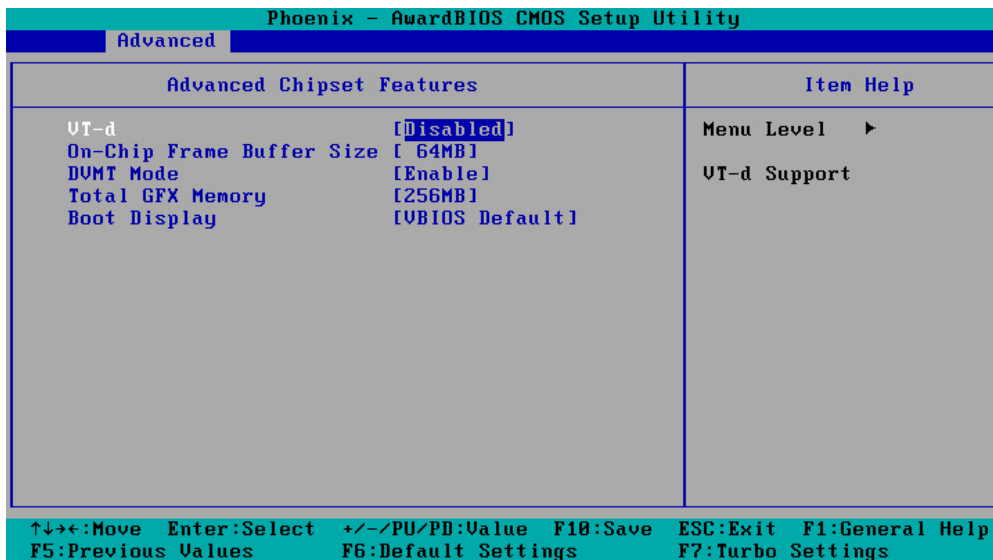 Phoenix - AwardBIOS CMOS Setup Utility
Advanced
Advanced Chipset Features
Item Help
VT-d [Disabled]
On-Chip Frame Buffer Size [ 64MB]
DVMT Mode [Enable]
Total GFX Memory [256MB]
Boot Display [VBIOS Default]
Menu Level ▸
VT-d Support
↑↓→←:Move Enter:Select +/-/PU/PD:Value F10:Save ESC:Exit F1:General Help
F5:Previous Values F6:Default Settings F7:Turbo Settings